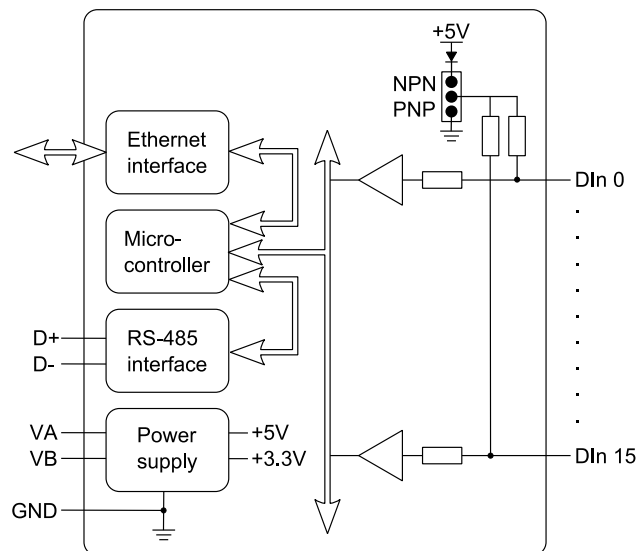 +5V
NPN
PNP
Ethernet
interface
DIn 0
Micro-
controller
D+
D-
RS-485
interface
VA
VB
Power
supply
+5V
+3.3V
DIn 15
GND